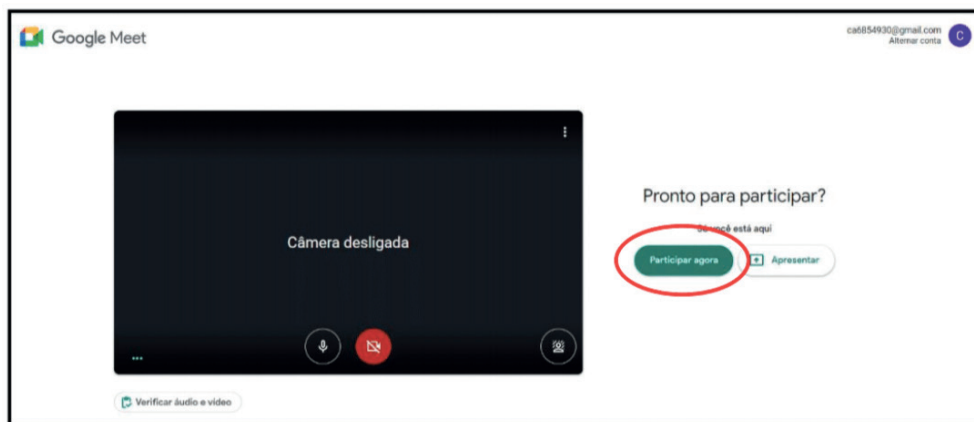 Google Meet
ca6854930@gmail.com
Alternar conta
C
Câmera desligada
Pronto para participar?
Só você está aqui
Participar agora
Apresentar
Verificar áudio e vídeo